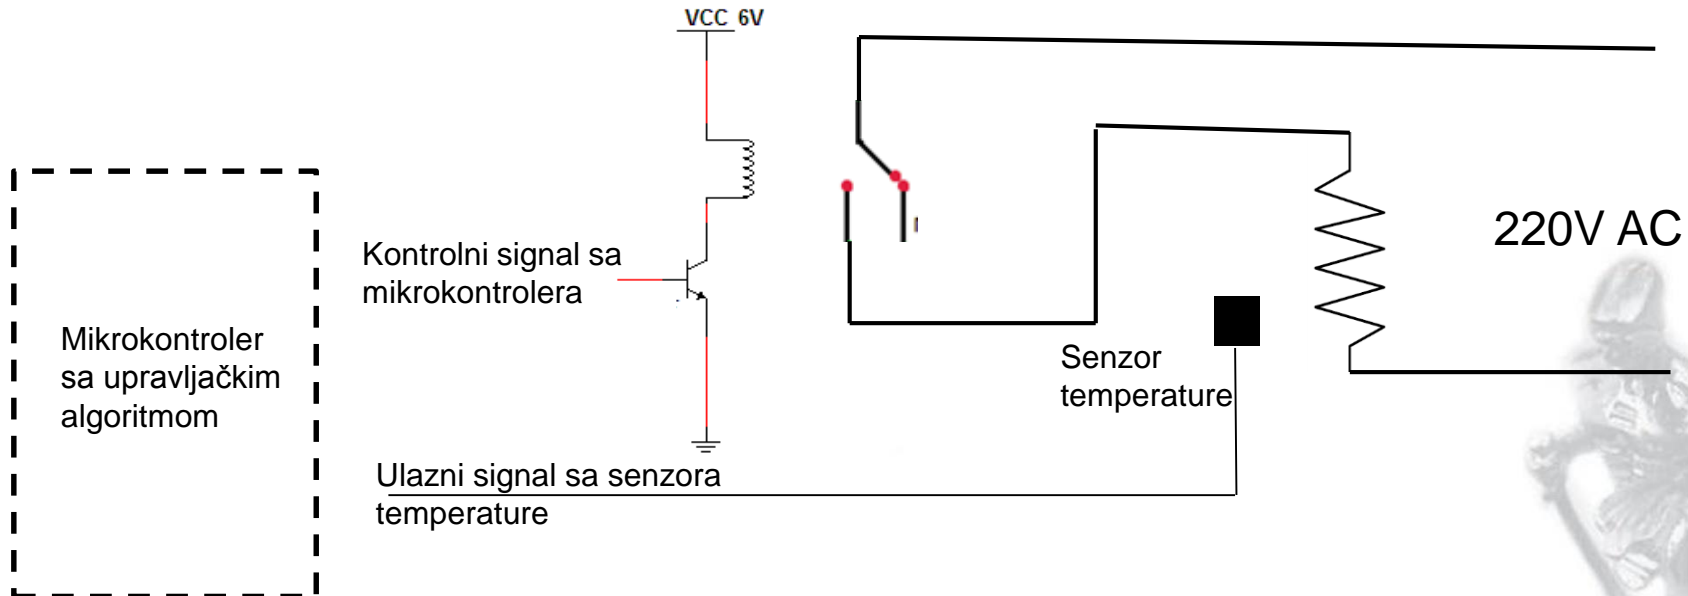 VCC 6V
220V AC
Kontrolni signal sa
mikrokontrolera
Mikrokontroler
sa upravljačkim
algoritmom
Senzor
temperature
Ulazni signal sa senzora
temperature